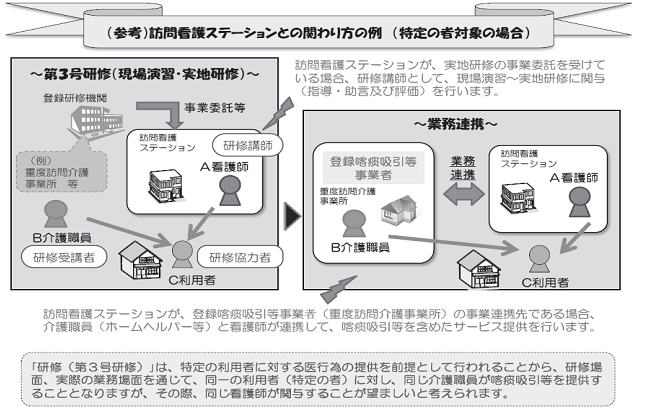 (参考)訪問看護ステーションとの関わり方の例 (特定の者対象の場合)
～第3号研修(現場演習・実地研修)～
登録研修機関
事業委託等
訪問看護
ステーション
研修講師
A看護師
(例)
重度訪問介護
事業所 等
B介護職員
研修受講者
研修協力者
C利用者
訪問看護ステーションが、実地研修の事業委託を受けて
いる場合、研修講師として、現場演習～実地研修に関与
(指導・助言及び評価)を行います。
～業務連携～
登録喀痰吸引等
事業者
重度訪問介護
事業所
B介護職員
業務
連携
訪問看護
ステーション
A看護師
C利用者
訪問看護ステーションが、登録喀痰吸引等事業者(重度訪問介護事業所)の事業連携先である場合、
介護職員(ホームヘルパー等)と看護師が連携して、喀痰吸引等を含めたサービス提供を行います。
「研修(第3号研修)」は、特定の利用者に対する医行為の提供を前提として行われることから、研修場
面、実際の業務場面を通じて、同一の利用者(特定の者)に対し、同じ介護職員が喀痰吸引等を提供す
ることとなりますが、その際、同じ看護師が関与することが望ましいと考えられます。